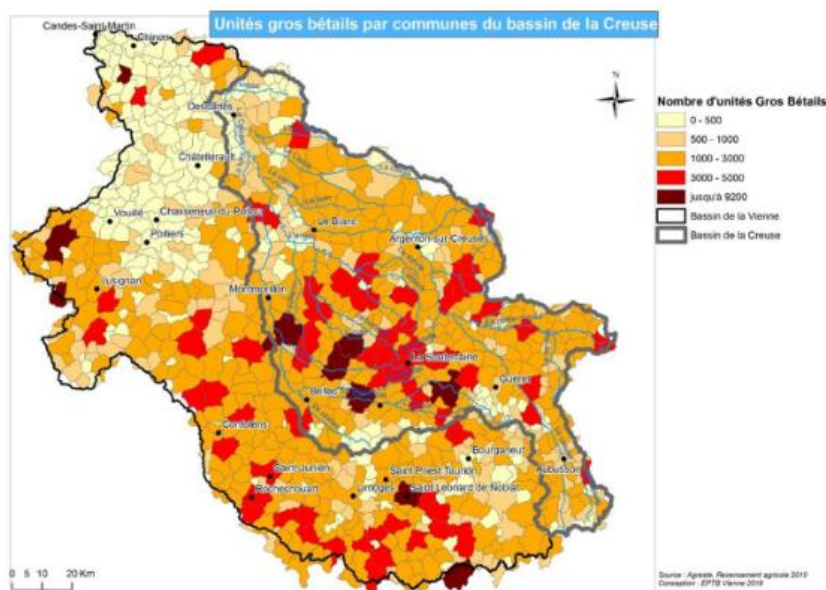 Unités gros bétails par communes du bassin de la Creuse
Candes-Saint-Martin
Chinon
Descartes
Châtellerault
Vouillé
Chasseneuil-du-Poitou
Poitiers
Le Blanc
Argenton-sur-Creuse
Lusignan
Montmorillon
La Souterraine
Guéret
Bellac
Confolens
Bourganeuf
Aubusson
Saint-Junien
Saint-Priest-Taurion
Rochechouart
Limoges
Saint-Léonard-de-Noblat
N
Nombre d'unités Gros Bétails
0 - 500
500 - 1000
1000 - 3000
3000 - 5000
jusqu'à 9200
Bassin de la Vienne
Bassin de la Creuse
0 5 10 20 Km
Source : Agreste, Recensement agricole 2010
Conception : EPTB Vienne 2016